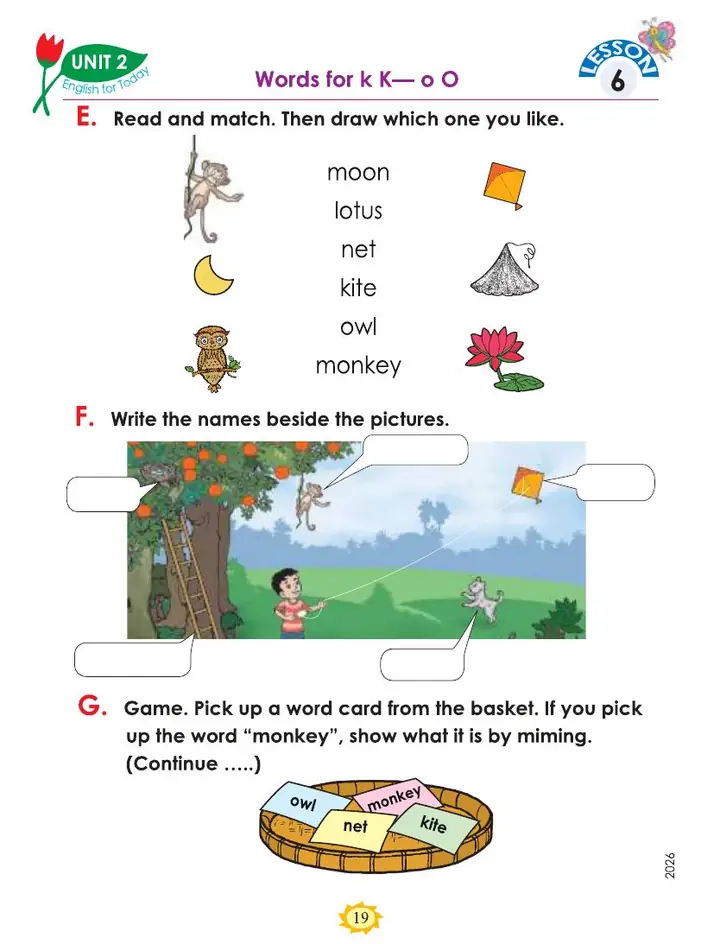 UNIT 2
English for Today
Words for k K— o O
LESSON
6
E. Read and match. Then draw which one you like.
moon
lotus
net
kite
owl
monkey
F. Write the names beside the pictures.
G. Game. Pick up a word card from the basket. If you pick
up the word “monkey”, show what it is by miming.
(Continue …..)
owl
monkey
net
kite
2026
19